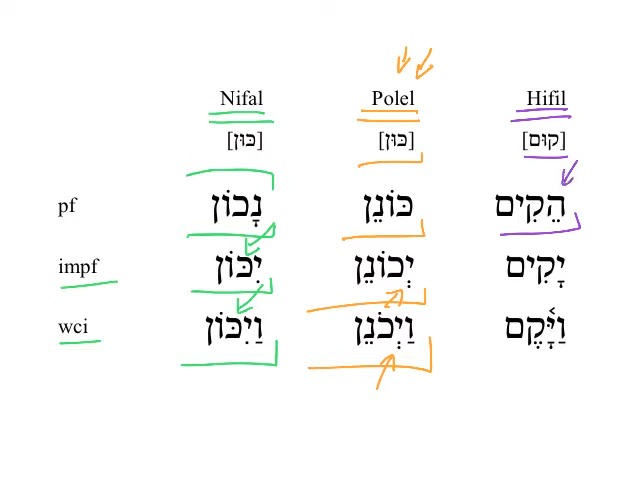 Nifal Polel Hifil
[כּוּן] [כּוּן] [קוּם]
pf נָכוֹן כּוֹנֵן הֵקִים
impf יִכּוֹן יְכוֹנֵן יָקִים
wci וַיִּכּוֹן וַיְכֹנֵן וַיָּ֫קֶם